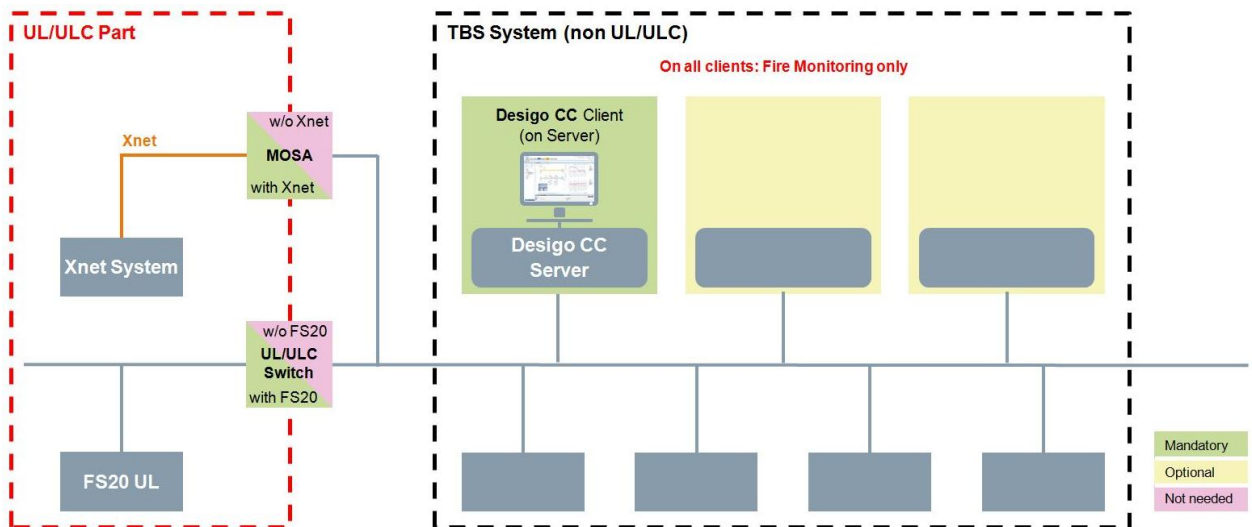 UL/ULC Part
TBS System (non UL/ULC)
On all clients: Fire Monitoring only
w/o Xnet
MOSA
with Xnet
Xnet
Xnet System
Desigo CC Client
(on Server)
Desigo CC
Server
w/o FS20
UL/ULC
Switch
with FS20
FS20 UL
Mandatory
Optional
Not needed